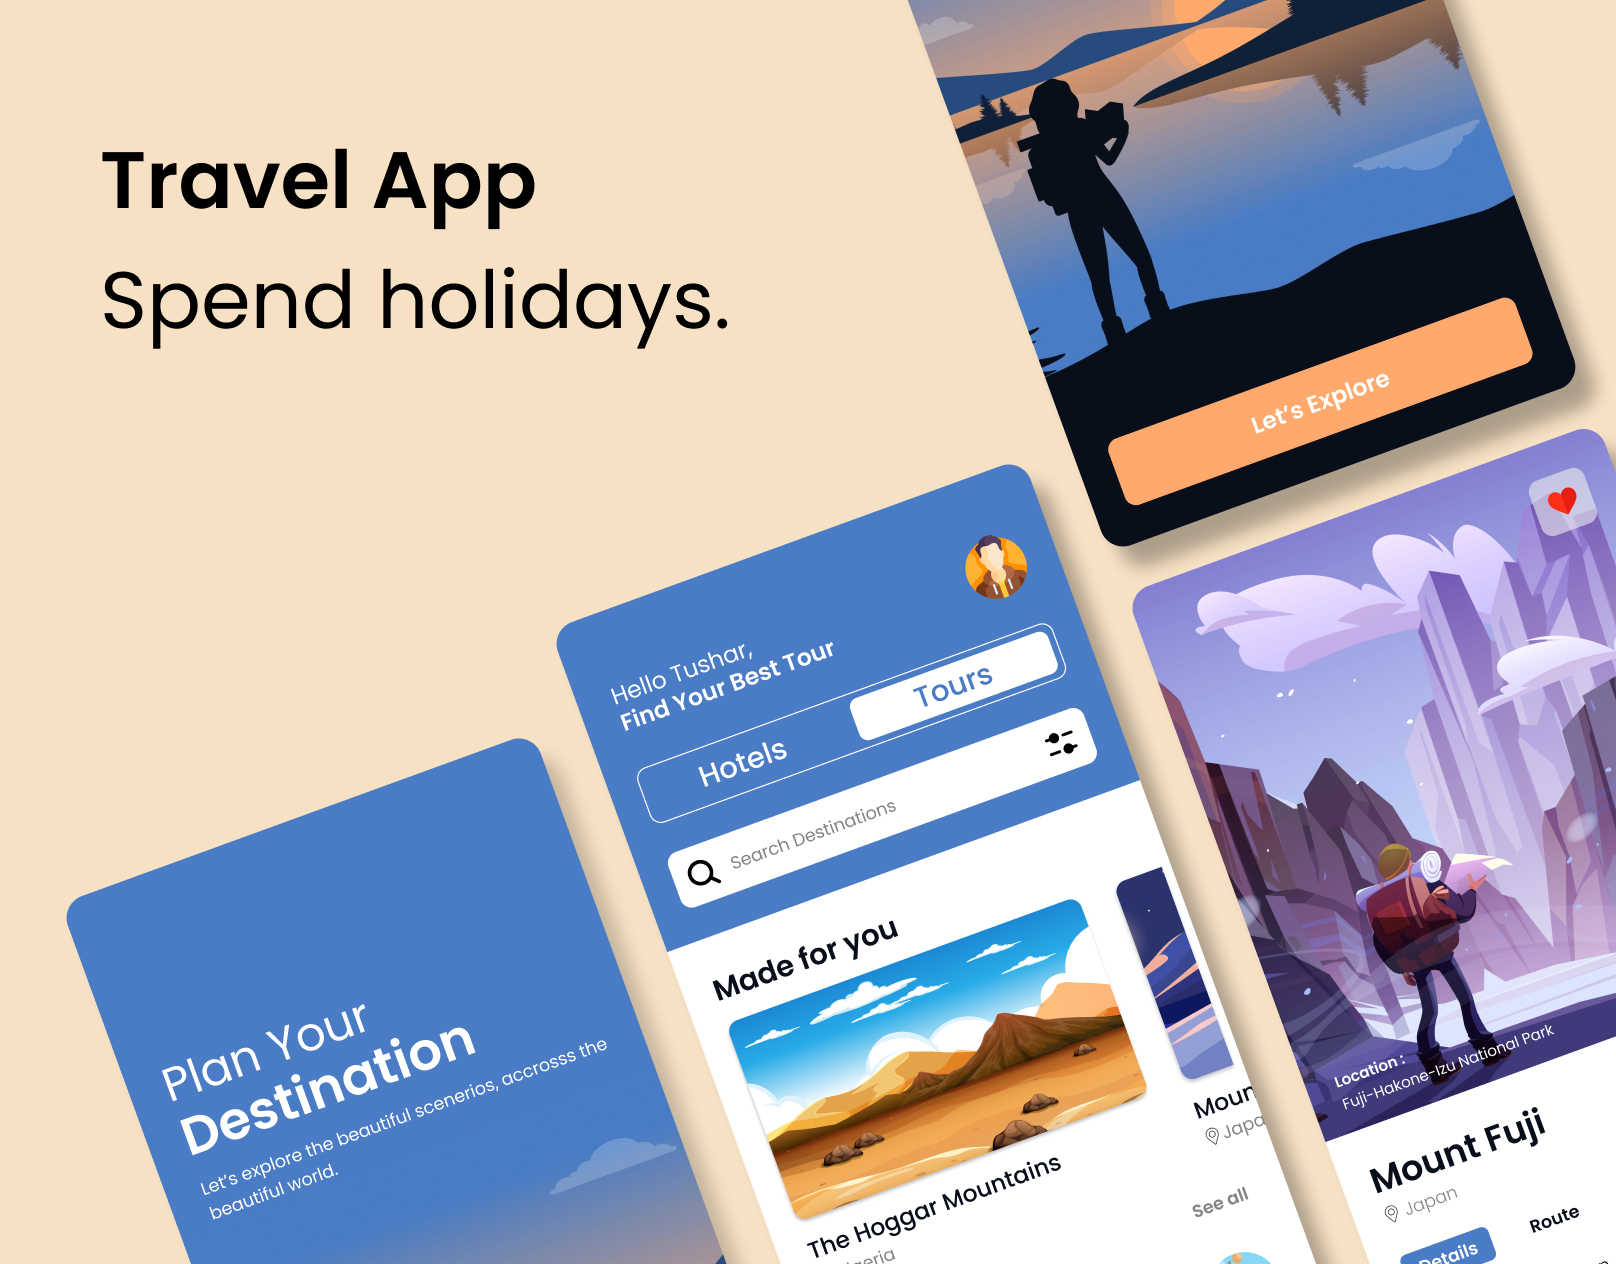 Travel App
Spend holidays.
Let's Explore
Hello Tushar,
Find Your Best Tour
Hotels
Tours
Search Destinations
Made for you
The Hoggar Mountains
See all
Plan Your
Destination
Let's explore the beautiful scenerios, accrosss the
beautiful world.
Location :
Fuji-Hakone-Izu National Park
Mount Fuji
Japan
Details
Route